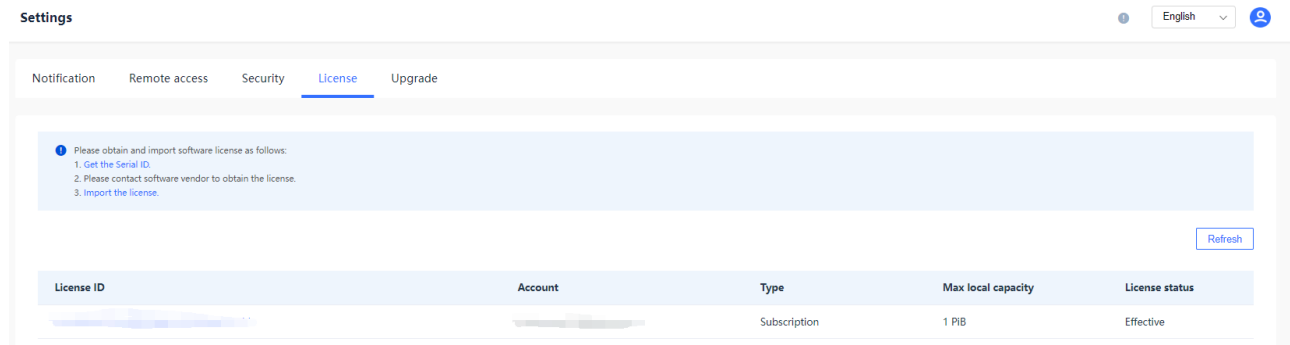 Settings
English
Notification Remote access Security License Upgrade
Please obtain and import software license as follows:
1. Get the Serial ID.
2. Please contact software vendor to obtain the license.
3. Import the license.
Refresh
License ID Account Type Max local capacity License status
Subscription 1 PiB Effective